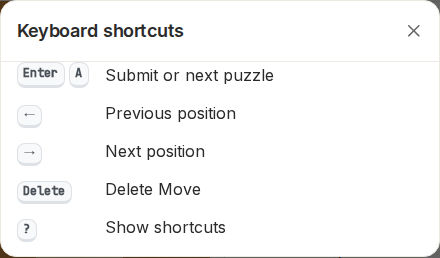 Keyboard shortcuts
Enter A Submit or next puzzle
← Previous position
→ Next position
Delete Delete Move
? Show shortcuts